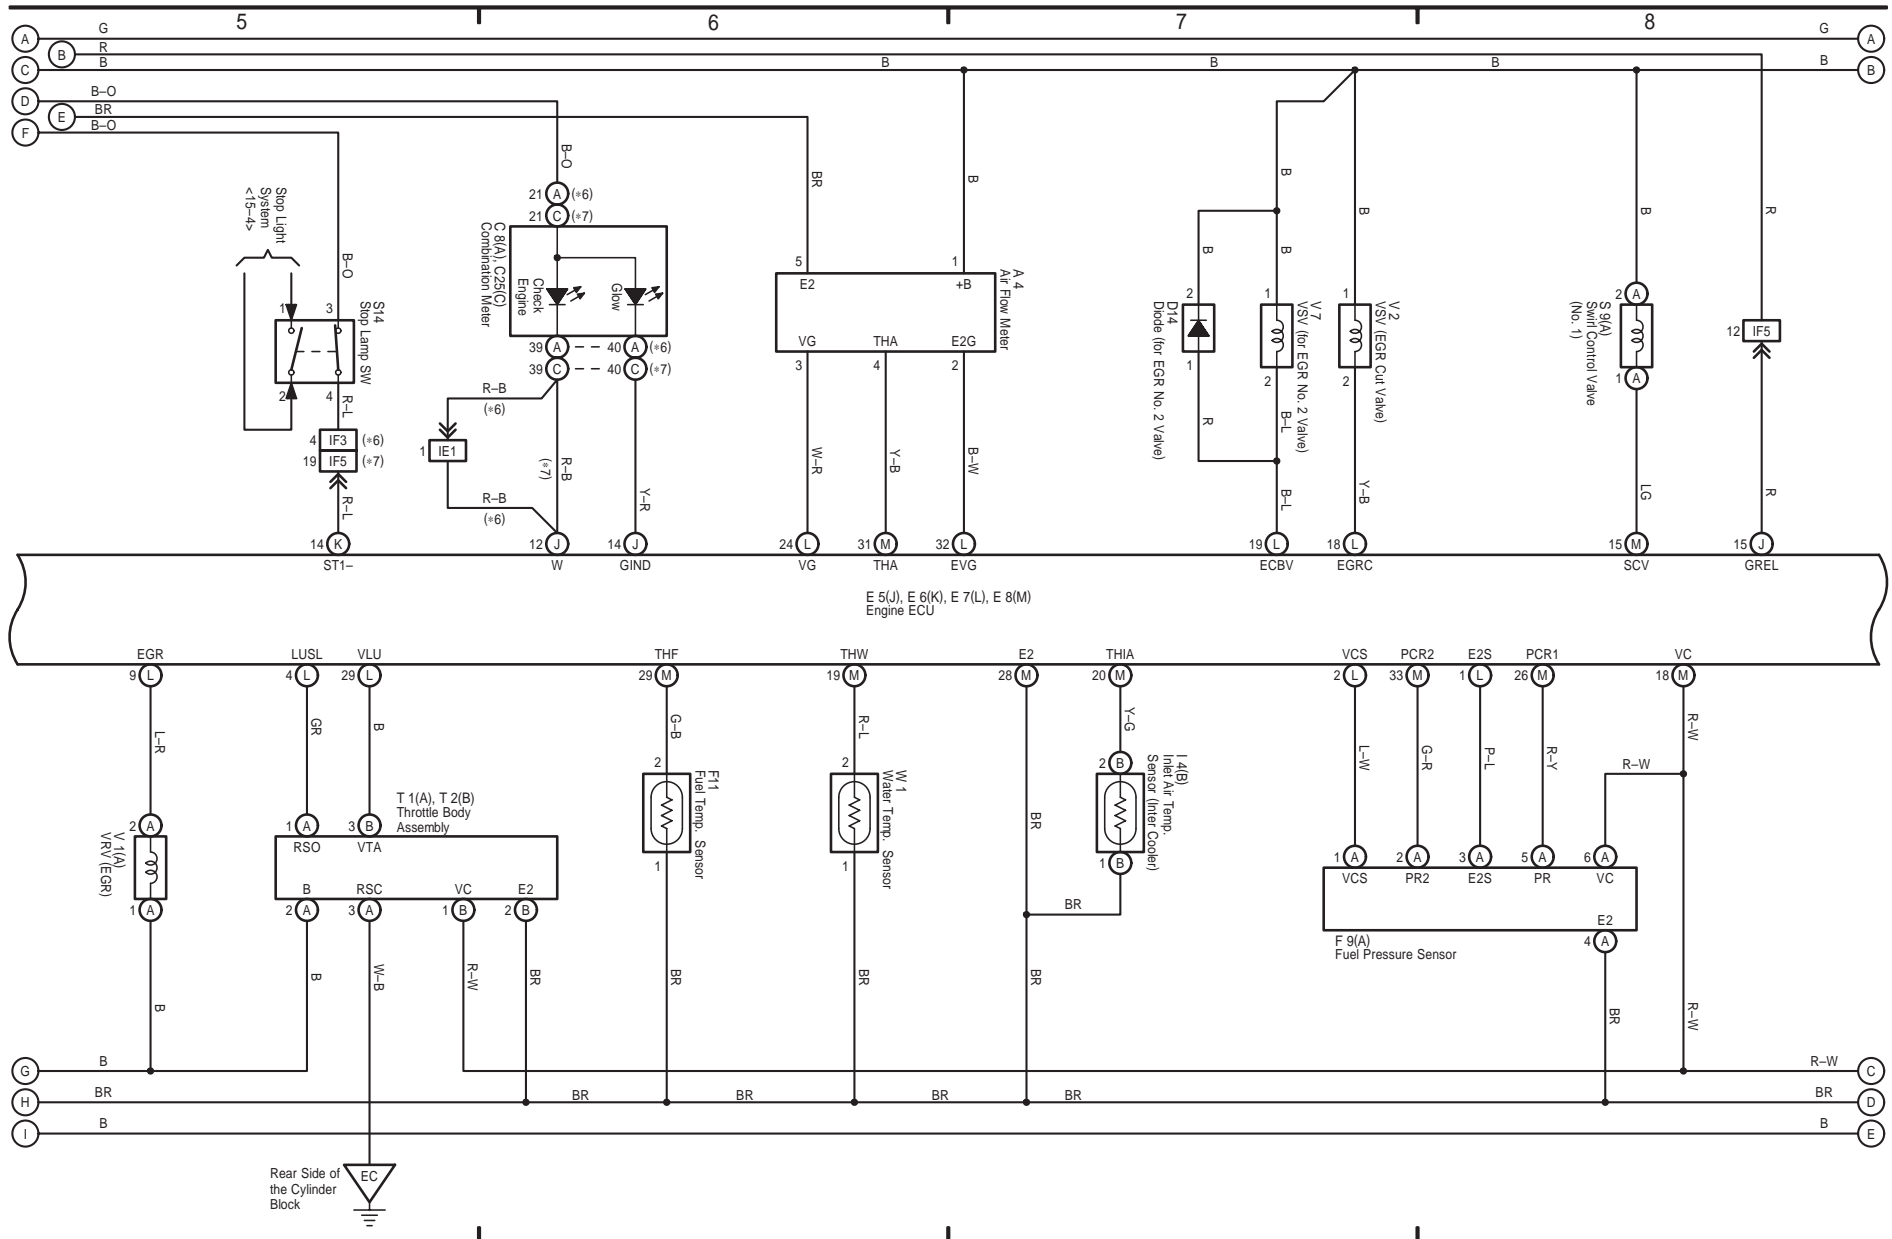 5 6 7 8
A G G A
B R
C B B B B B B
D B–O
E BR
F B–O
B–O
BR
B
B
B
B
R
Stop Light
System
<15–4>
B–O
21 A (*6)
21 C (*7)
C 8(A), C25(C)
Combination Meter
Check
Engine
Glow
5 1
E2 +B
A 4
Air Flow Meter
VG THA E2G
3 4 2
B
B
2
1
D14
Diode (for EGR No. 2 Valve)
R
1
2
V 7
VSV (for EGR No. 2 Valve)
B–L
B–L
1
2
V 2
VSV (EGR Cut Valve)
Y–B
2 A
S 9(A)
Swirl Control Valve
(No. 1)
1 A
LG
12 IF5
R
1 3
S14
Stop Lamp SW
2 4
R–L
4 IF3 (*6)
19 IF5 (*7)
R–L
39 A 40 A (*6)
39 C 40 C (*7)
R–B
(*6)
1 IE1
R–B
(*6)
R–B
(*7)
Y–R
W–R
Y–B
B–W
14 K 12 J 14 J 24 L 31 M 32 L 19 L 18 L 15 M 15 J
ST1– W GIND VG THA EVG ECBV EGRC SCV GREL
E 5(J), E 6(K), E 7(L), E 8(M)
Engine ECU
EGR LUSL VLU THF THW E2 THIA VCS PCR2 E2S PCR1 VC
9 L 4 L 29 L 29 M 19 M 28 M 20 M 2 L 33 M 1 L 26 M 18 M
L–R
GR
B
G–B
R–L
BR
Y–G
L–W
G–R
P–L
R–Y
R–W
R–W
2 A
V 1(A)
VRV (EGR)
1 A
B
T 1(A), T 2(B)
Throttle Body
Assembly
1 A 3 B
RSO VTA
B RSC VC E2
2 A 3 A 1 B 2 B
B
W–B
R–W
BR
2
F11
Fuel Temp. Sensor
1
BR
2
W 1
Water Temp. Sensor
1
BR
2 B
I 4(B)
Inlet Air Temp.
Sensor (Inter Cooler)
1 B
BR
BR
1 A 2 A 3 A 5 A 6 A
VCS PR2 E2S PR VC
E2
4 A
F 9(A)
Fuel Pressure Sensor
BR
R–W
G B R–W C
H BR BR BR BR BR BR D
I B B E
Rear Side of
the Cylinder
Block
EC